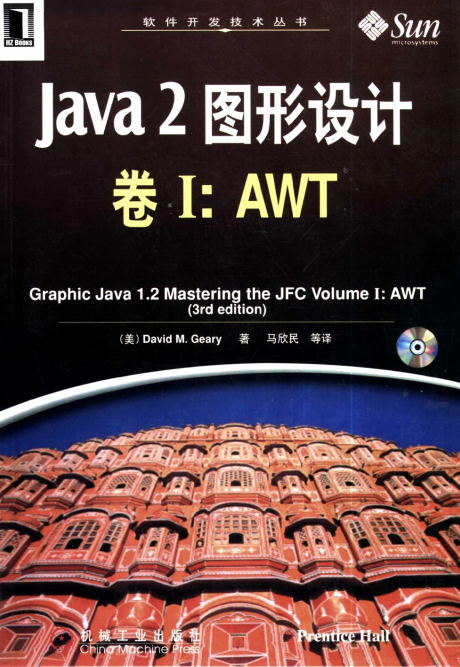 软件开发技术丛书
HZ BOOKS
Sun
microsystems
Java 2 图形设计
卷 I: AWT
Graphic Java 1.2 Mastering the JFC Volume I: AWT
(3rd edition)
(美) David M. Geary 著 马欣民 等译
机械工业出版社
China Machine Press
Prentice Hall